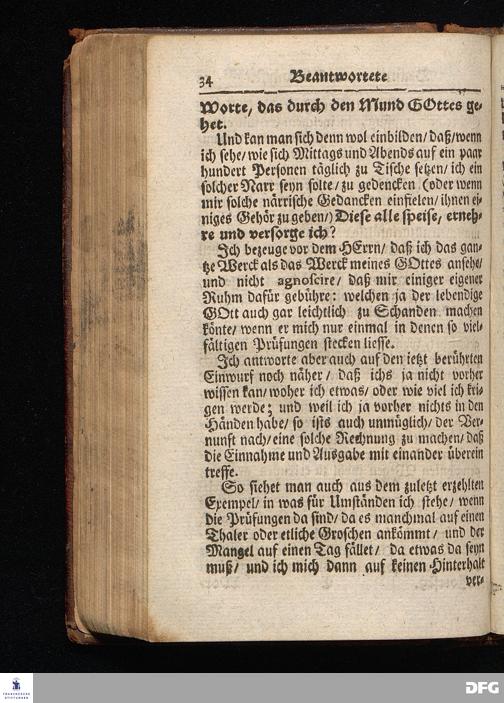 34 Beantwortete
Worte, das durch den Mund GOttes ge-
het.
Und kan man sich denn wol einbilden/ daß/ wenn
ich sehe/ wie sich Mittags und Abends auf ein paar
hundert Personen täglich zu Tische setzen/ ich ein
solcher Narr seyn solte/ zu gedencken (oder wenn
mir solche närrische Gedancken einfielen/ ihnen ei-
niges Gehör zu geben/) Diese alle speise, erneh-
re und versorge ich?
Ich bezeuge vor dem HErrn/ daß ich das gan-
tze Werck als das Werck meines GOttes ansehe/
und nicht agnoscire/ daß mir einiger eigener
Ruhm dafür gebühre: welchen ja der lebendige
GOtt auch gar leichtlich zu Schanden machen
könte/ wenn er mich nur einmal in denen so viel-
fältigen Prüfungen stecken liesse.
Ich antworte aber auch auf den ietzt berührten
Einwurf noch näher/ daß ichs ja nicht vorher
wissen kan/ woher ich etwas/ oder wie viel ich kri-
gen werde; und weil ich ja vorher nichts in den
Händen habe/ so ists auch unmüglich/ der Ver-
nunft nach/ eine solche Rechnung zu machen/ daß
die Einnahme und Ausgabe mit einander überein
treffe.
So siehet man auch aus dem zuletzt erzehlten
Exempel/ in was für Umständen ich stehe/ wenn
die Prüfungen da sind/ da es manchmal auf einen
Thaler oder etliche Groschen ankömmt/ und der
Mangel auf einen Tag fället/ da etwas da seyn
muß/ und ich mich dann auf keinen Hinterhalt
ver-
FRANCKESCHE
STIFTUNGEN
DFG